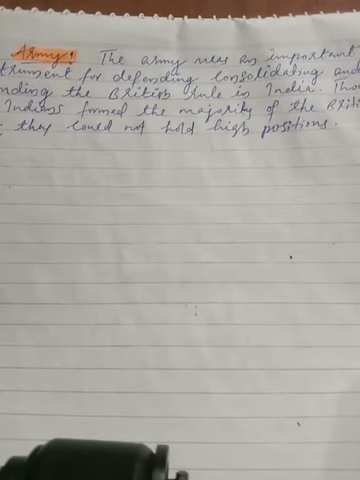 Army: The army was an important
trument for defending consolidating and
nding the British rule in India. Thou
Indians formed the majority of the Briti
they could not hold high positions.